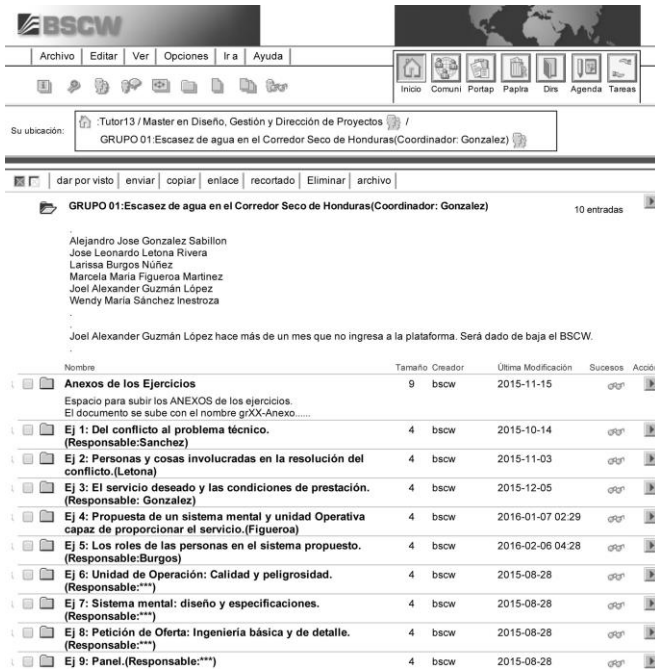 BSCW
Archivo Editar Ver Opciones Ir a Ayuda
Inicio Comuni Portap Paplra Dirs Agenda Tareas
Su ubicación:
:Tutor13 / Master en Diseño, Gestión y Dirección de Proyectos /
GRUPO 01:Escasez de agua en el Corredor Seco de Honduras(Coordinador: Gonzalez)
dar por visto enviar copiar enlace recortado Eliminar archivo
GRUPO 01:Escasez de agua en el Corredor Seco de Honduras(Coordinador: Gonzalez) 10 entradas
.
Alejandro Jose Gonzalez Sabillon
Jose Leonardo Letona Rivera
Larissa Burgos Núñez
Marcela Maria Figueroa Martinez
Joel Alexander Guzmán López
Wendy María Sánchez Inestroza
.
.
Joel Alexander Guzmán López hace más de un mes que no ingresa a la plataforma. Será dado de baja el BSCW.
.
Nombre Tamaño Creador Última Modificación Sucesos Acción
Anexos de los Ejercicios 9 bscw 2015-11-15
Espacio para subir los ANEXOS de los ejercicios.
El documento se sube con el nombre grXX-Anexo......
Ej 1: Del conflicto al problema técnico. 4 bscw 2015-10-14
(Responsable:Sanchez)
Ej 2: Personas y cosas involucradas en la resolución del 4 bscw 2015-11-03
conflicto.(Letona)
Ej 3: El servicio deseado y las condiciones de prestación. 4 bscw 2015-12-05
(Responsable: Gonzalez)
Ej 4: Propuesta de un sistema mental y unidad Operativa 4 bscw 2016-01-07 02:29
capaz de proporcionar el servicio.(Figueroa)
Ej 5: Los roles de las personas en el sistema propuesto. 4 bscw 2016-02-06 04:28
(Responsable:Burgos)
Ej 6: Unidad de Operación: Calidad y peligrosidad. 4 bscw 2015-08-28
(Responsable:***)
Ej 7: Sistema mental: diseño y especificaciones. 4 bscw 2015-08-28
(Responsable:***)
Ej 8: Petición de Oferta: Ingeniería básica y de detalle. 4 bscw 2015-08-28
(Responsable:***)
Ej 9: Panel.(Responsable:***) 4 bscw 2015-08-28